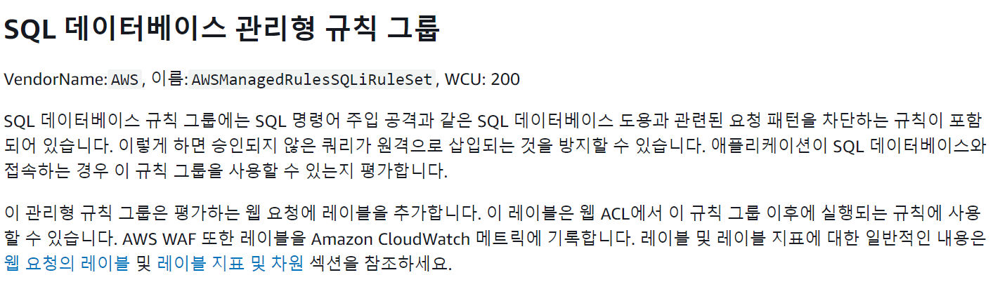 SQL 데이터베이스 관리형 규칙 그룹
VendorName: AWS, 이름: AWSManagedRulesSQLiRuleSet, WCU: 200
SQL 데이터베이스 규칙 그룹에는 SQL 명령어 주입 공격과 같은 SQL 데이터베이스 도용과 관련된 요청 패턴을 차단하는 규칙이 포함
되어 있습니다. 이렇게 하면 승인되지 않은 쿼리가 원격으로 삽입되는 것을 방지할 수 있습니다. 애플리케이션이 SQL 데이터베이스와
접속하는 경우 이 규칙 그룹을 사용할 수 있는지 평가합니다.
이 관리형 규칙 그룹은 평가하는 웹 요청에 레이블을 추가합니다. 이 레이블은 웹 ACL에서 이 규칙 그룹 이후에 실행되는 규칙에 사용
할 수 있습니다. AWS WAF 또한 레이블을 Amazon CloudWatch 메트릭에 기록합니다. 레이블 및 레이블 지표에 대한 일반적인 내용은
웹 요청의 레이블 및 레이블 지표 및 차원 섹션을 참조하세요.